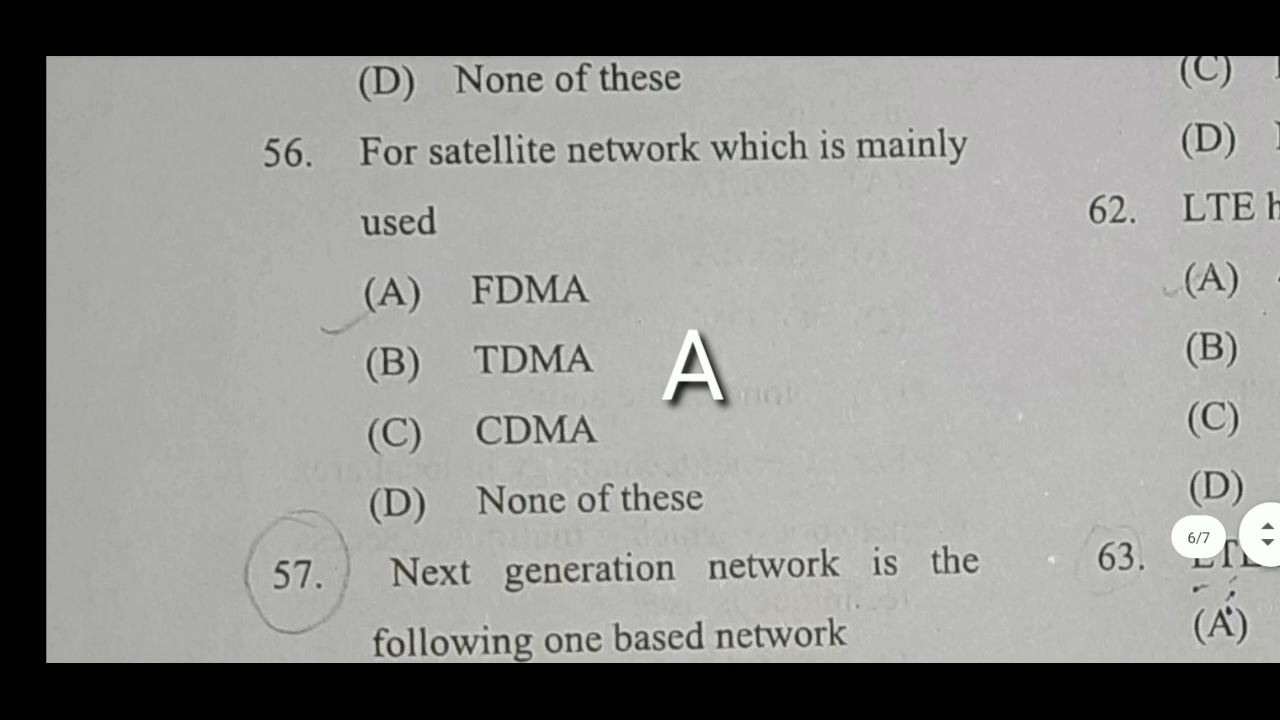 (D) None of these
56. For satellite network which is mainly
used
(A) FDMA
(B) TDMA
(C) CDMA
(D) None of these
A
57. Next generation network is the
following one based network
(C)
(D)
62. LTE h
(A)
(B)
(C)
(D)
6/7
63.
(A)